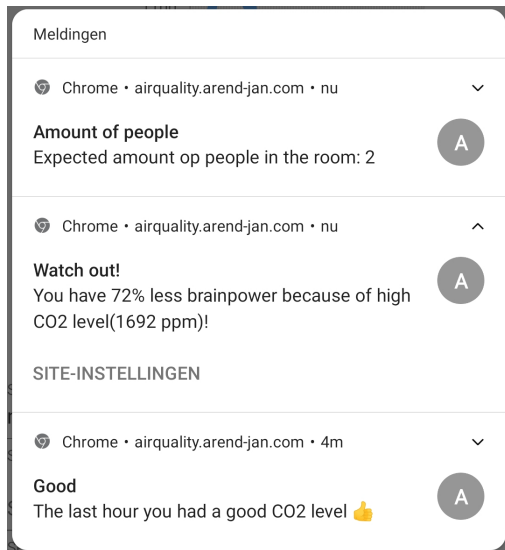 Meldingen
Chrome • airquality.arend-jan.com • nu
Amount of people
Expected amount op people in the room: 2
A
Chrome • airquality.arend-jan.com • nu
Watch out!
You have 72% less brainpower because of high
CO2 level(1692 ppm)!
A
SITE-INSTELLINGEN
Chrome • airquality.arend-jan.com • 4m
Good
The last hour you had a good CO2 level 👍
A